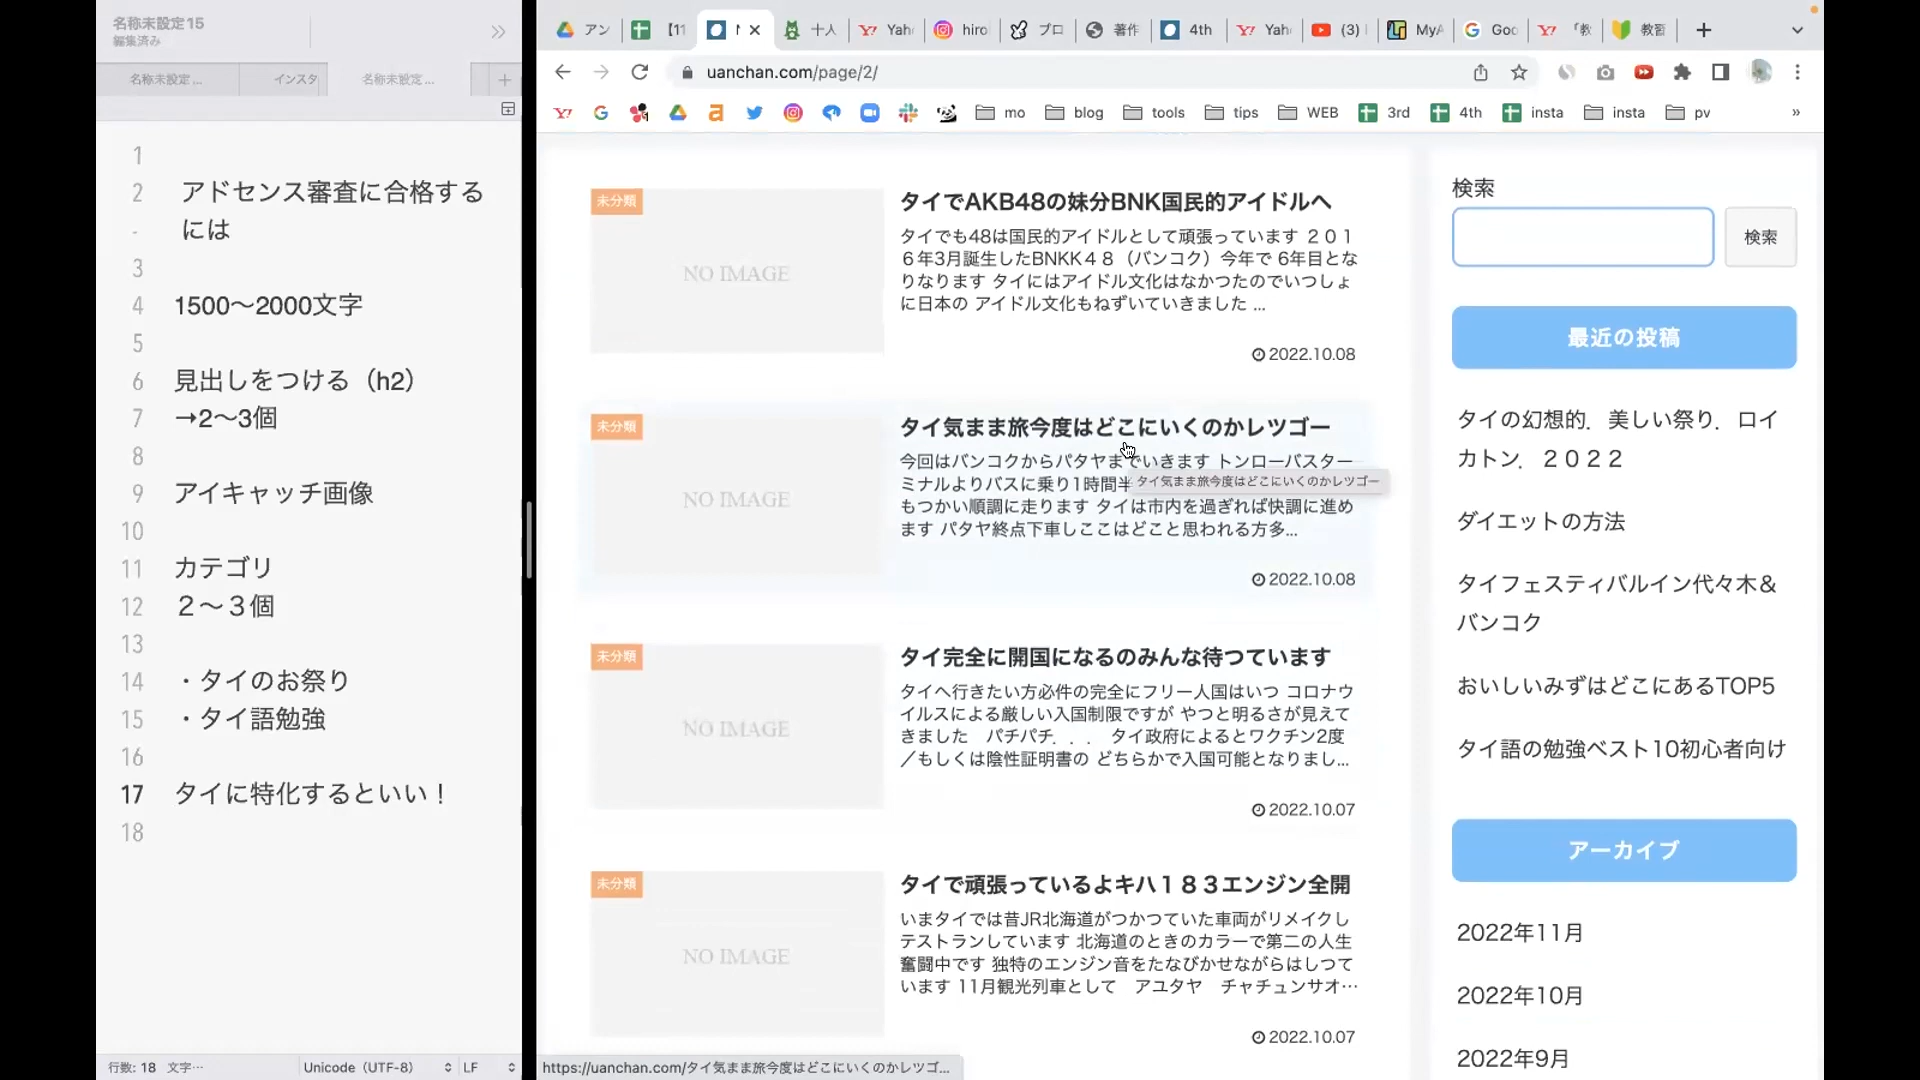 名称未設定 15
編集済み
名称未設定 ...
インスタ
名称未設定 ...
1
2 アドセンス審査に合格する
- には
3
4 1500〜2000文字
5
6 見出しをつける（h2）
7 →2〜3個
8
9 アイキャッチ画像
10
11 カテゴリ
12 ２〜３個
13
14 ・タイのお祭り
15 ・タイ語勉強
16
17 タイに特化するといい！
18
行数: 18 文字…
Unicode（UTF-8）
LF
アン
【11
十人
Yah
hiro
プロ
著作
4th
Yah
(3)
MyA
Goo
「教
教習
uanchan.com/page/2/
mo
blog
tools
tips
WEB
3rd
4th
insta
insta
pv
»
未分類
NO IMAGE
タイでAKB48の妹分BNK国民的アイドルへ
タイでも48は国民的アイドルとして頑張っています ２０１
６年3月誕生したBNKK４８（バンコク）今年で 6年目とな
りなります タイにはアイドル文化はなかつたのでいつしょ
に日本の アイドル文化もねずいていきました ...
2022.10.08
未分類
NO IMAGE
タイ気まま旅今度はどこにいくのかレツゴー
今回はバンコクからパタヤまでいきます トンローバスター
ミナルよりバスに乗り1時間半
タイ気まま旅今度はどこにいくのかレツゴー
もつかい順調に走ります タイは市内を過ぎれば快調に進め
ます パタヤ終点下車しここはどこと思われる方多...
2022.10.08
未分類
NO IMAGE
タイ完全に開国になるのみんな待つています
タイへ行きたい方必件の完全にフリー人国はいつ コロナウ
イルスによる厳しい入国制限ですが やつと明るさが見えて
きました　パチパチ．．．　タイ政府によるとワクチン2度
／もしくは陰性証明書の どちらかで入国可能となりまし...
2022.10.07
未分類
NO IMAGE
タイで頑張っているよキハ１８３エンジン全開
いまタイでは昔JR北海道がつかつていた車両がリメイクし
テストランしています 北海道のときのカラーで第二の人生
奮闘中です 独特のエンジン音をたなびかせながらはしつて
います 11月観光列車として　アユタヤ　チャチュンサオ…
2022.10.07
検索
検索
最近の投稿
タイの幻想的．美しい祭り．ロイ
カトン．２０２２
ダイエットの方法
タイフェスティバルイン代々木＆
バンコク
おいしいみずはどこにあるTOP5
タイ語の勉強ベスト10初心者向け
アーカイブ
2022年11月
2022年10月
2022年9月
https://uanchan.com/タイ気まま旅今度はどこにいくのかレツゴ...